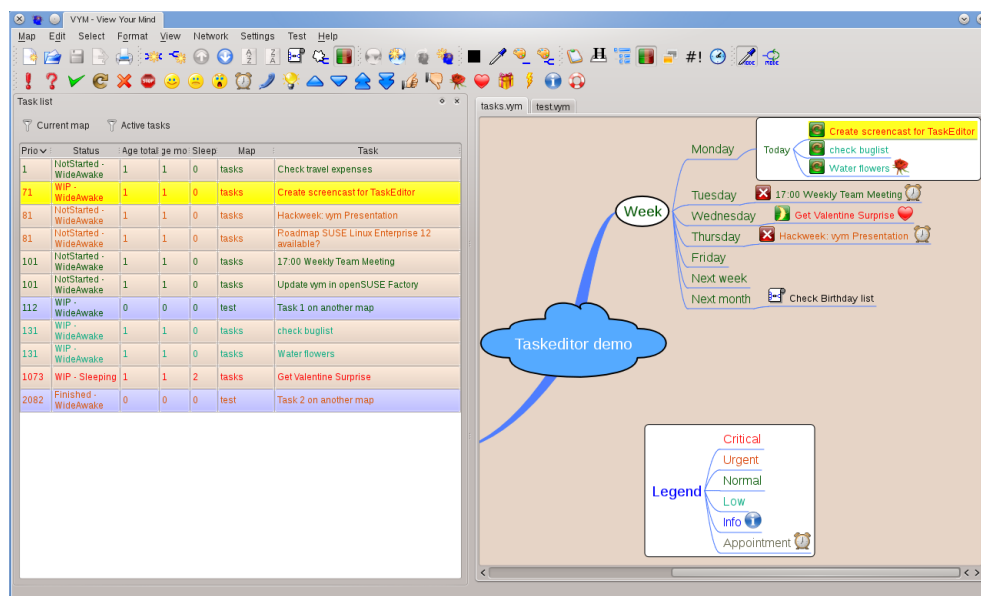 VYM - View Your Mind
Map Edit Select Format View Network Settings Test Help
Task list
Current map Active tasks
Prio Status Age total ge mo Sleep Map Task
1 NotStarted - WideAwake 1 1 0 tasks Check travel expenses
71 WIP - WideAwake 1 1 0 tasks Create screencast for TaskEditor
81 NotStarted - WideAwake 1 1 0 tasks Hackweek: vym Presentation
81 NotStarted - WideAwake 1 1 0 tasks Roadmap SUSE Linux Enterprise 12 available?
101 NotStarted - WideAwake 1 1 0 tasks 17:00 Weekly Team Meeting
101 NotStarted - WideAwake 1 1 0 tasks Update vym in openSUSE Factory
112 WIP - WideAwake 0 0 0 test Task 1 on another map
131 WIP - WideAwake 1 1 0 tasks check buglist
131 WIP - WideAwake 1 1 0 tasks Water flowers
1073 WIP - Sleeping 1 1 2 tasks Get Valentine Surprise
2082 Finished - WideAwake 0 0 0 test Task 2 on another map
tasks.vym test.vym
Taskeditor demo
Week
Monday
Today
Create screencast for TaskEditor
check buglist
Water flowers
Tuesday 17:00 Weekly Team Meeting
Wednesday Get Valentine Surprise
Thursday Hackweek: vym Presentation
Friday
Next week
Next month Check Birthday list
Legend
Critical
Urgent
Normal
Low
Info
Appointment